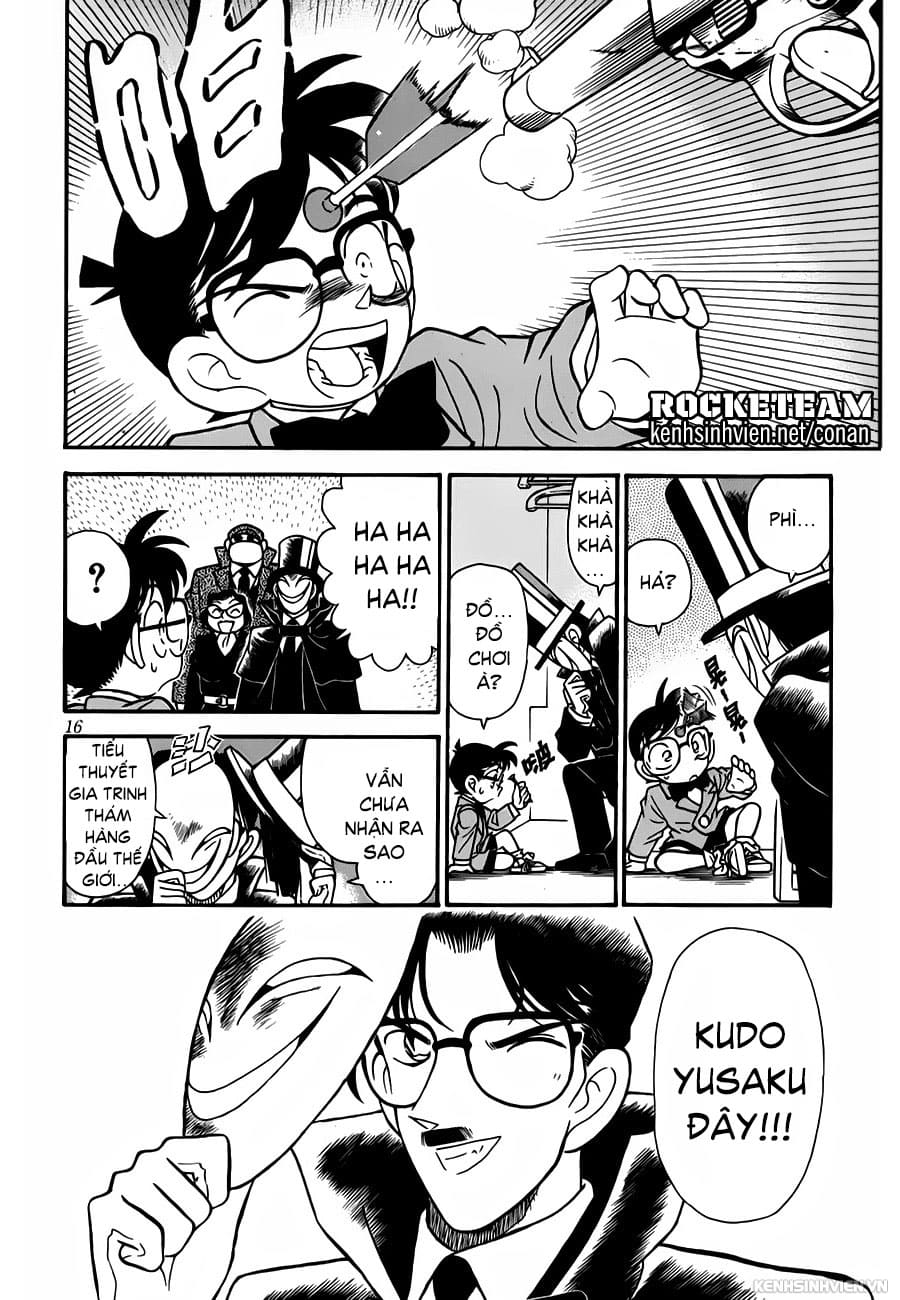 ROCKETEAM
kenhsinhvien.net/conan
PHÌ...
HẢ?
KHÀ
KHÀ
KHÀ
...
ĐỒ...
ĐỒ
CHƠI
À?
HA HA
HA HA
HA!!
?
16
VẪN
CHƯA
NHẬN RA
SAO
...
TIỂU
THUYẾT
GIA TRINH
THÁM
HÀNG
ĐẦU THẾ
GIỚI...
KUDO
YUSAKU
ĐÂY!!!
KENHSINHVIEN.VN